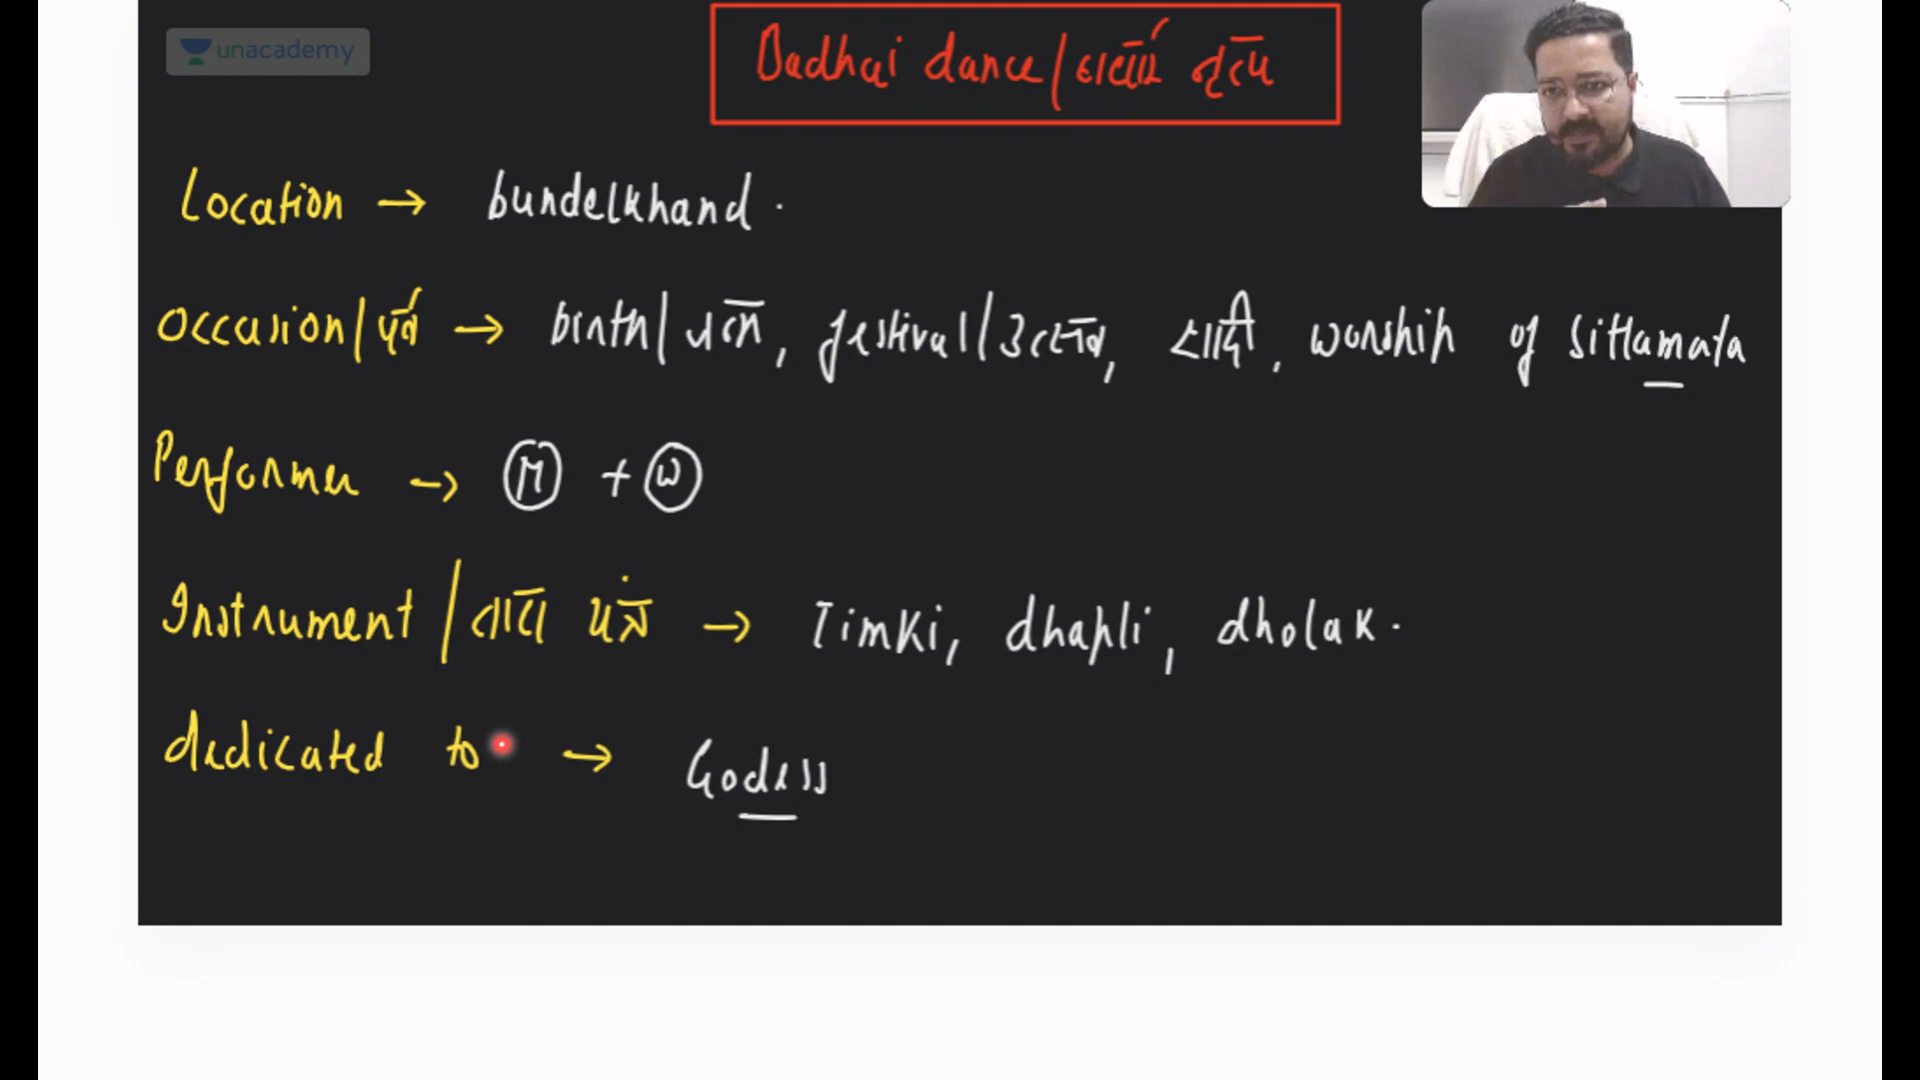 unacademy
Badhai dance / बधाई नृत्य
Location → bundelkhand .
Occasion / पर्व → birth / जन्म , festival / उत्सव , शादी , worship of sitlamata
Performer → M + W
Instrument / वाद्य यंत्र → Timki, dhapli, dholak .
dedicated to → Godess